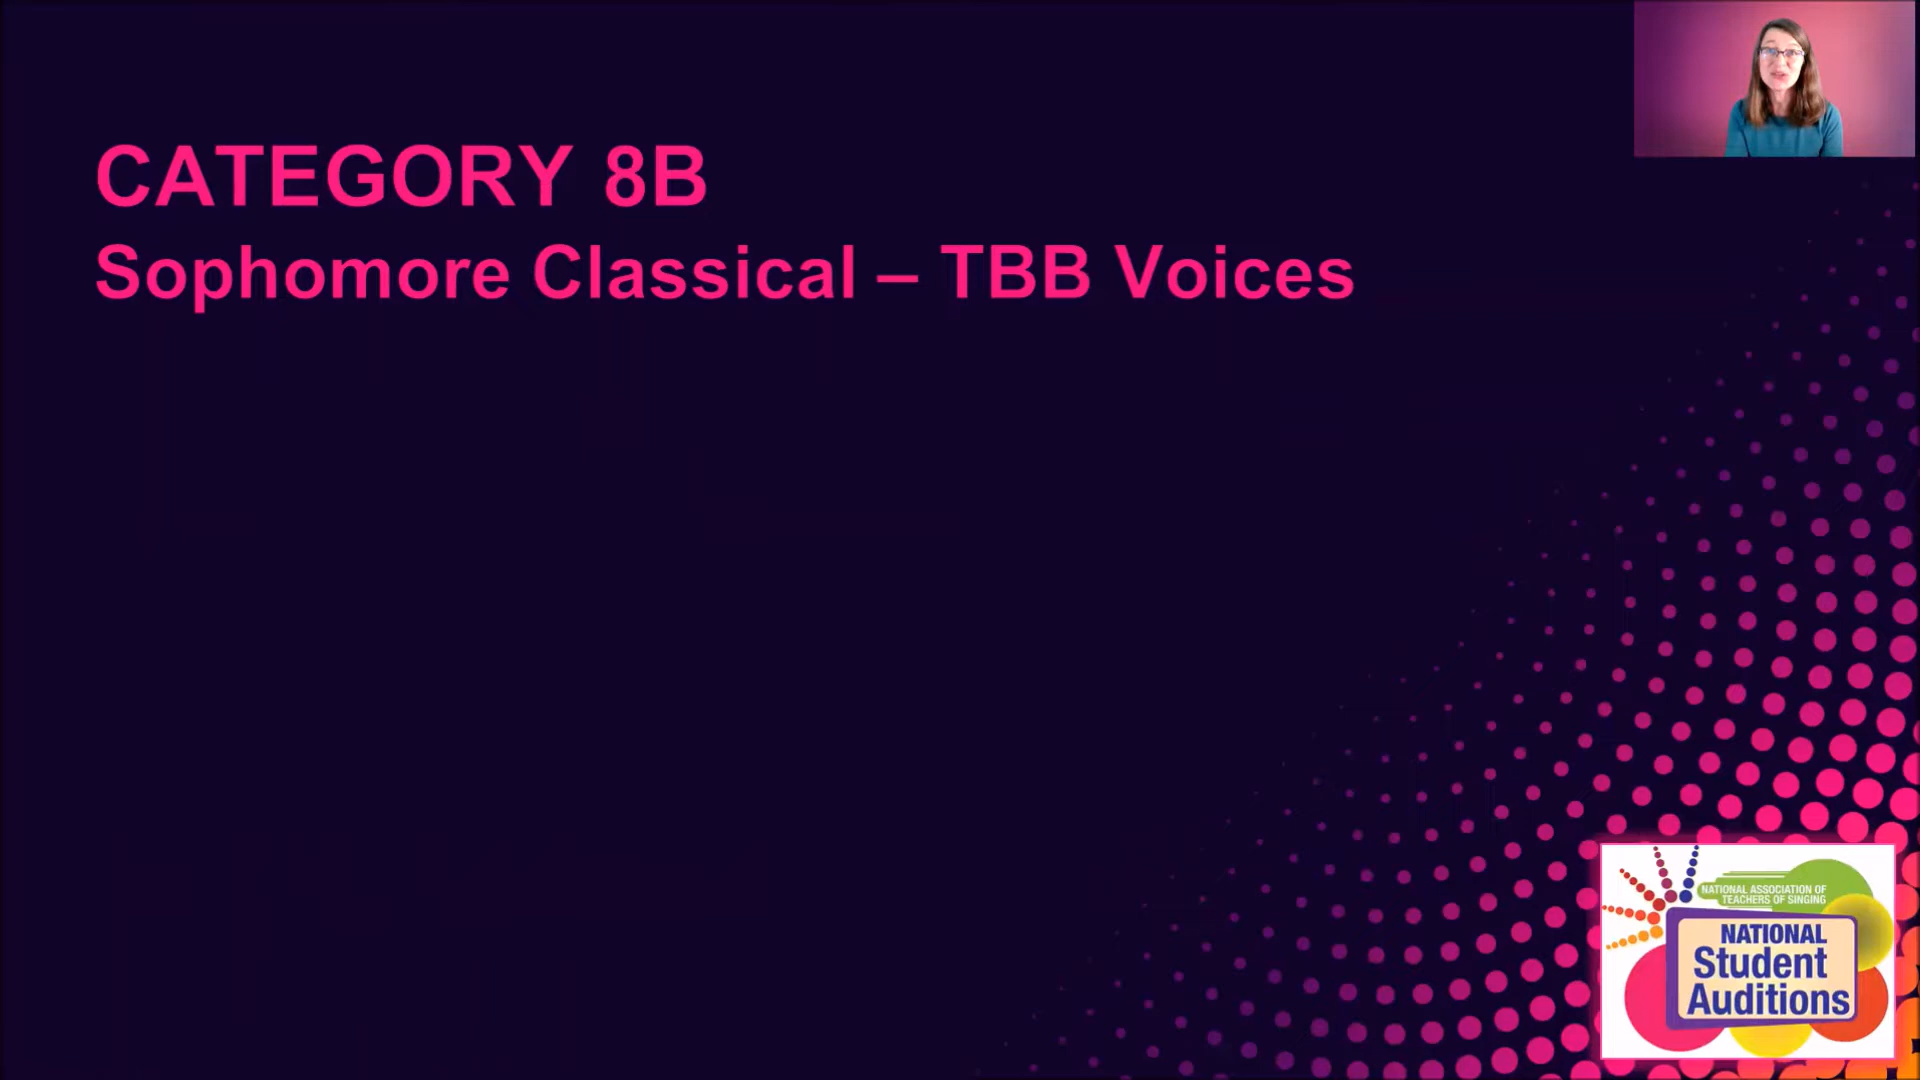 CATEGORY 8B
Sophomore Classical – TBB Voices
NATIONAL ASSOCIATION OF
TEACHERS OF SINGING
NATIONAL
Student
Auditions